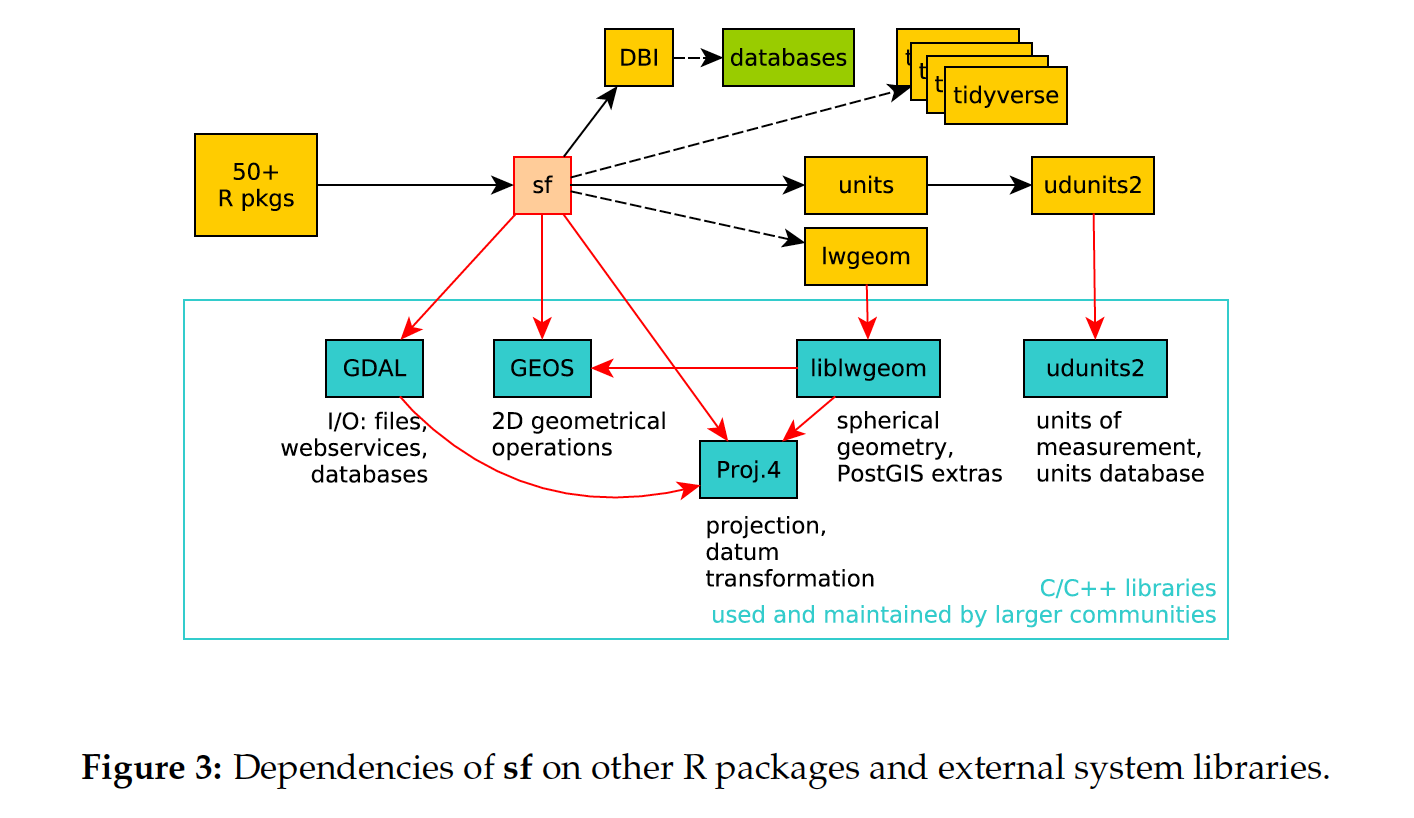 DBI
databases
t
t
t
tidyverse
50+
R pkgs
sf
units
udunits2
lwgeom
GDAL
GEOS
liblwgeom
udunits2
I/O: files,
webservices,
databases
2D geometrical
operations
spherical
geometry,
PostGIS extras
units of
measurement,
units database
Proj.4
projection,
datum
transformation
C/C++ libraries
used and maintained by larger communities
Figure 3: Dependencies of sf on other R packages and external system libraries.